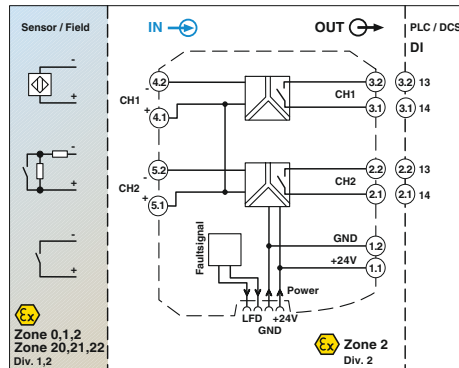 Sensor / Field
IN
OUT
PLC / DCS
DI
-
+
-
+
-
+
4.2
-
CH1
+
4.1
3.2
CH1
3.1
3.2 13
3.1 14
5.2
-
CH2
+
5.1
2.2
CH2
2.1
2.2 13
2.1 14
Faultsignal
GND
1.2
+24V
1.1
Power
LFD
+24V
GND
Ex
Zone 0,1,2
Zone 20,21,22
Div. 1,2
Ex
Zone 2
Div. 2